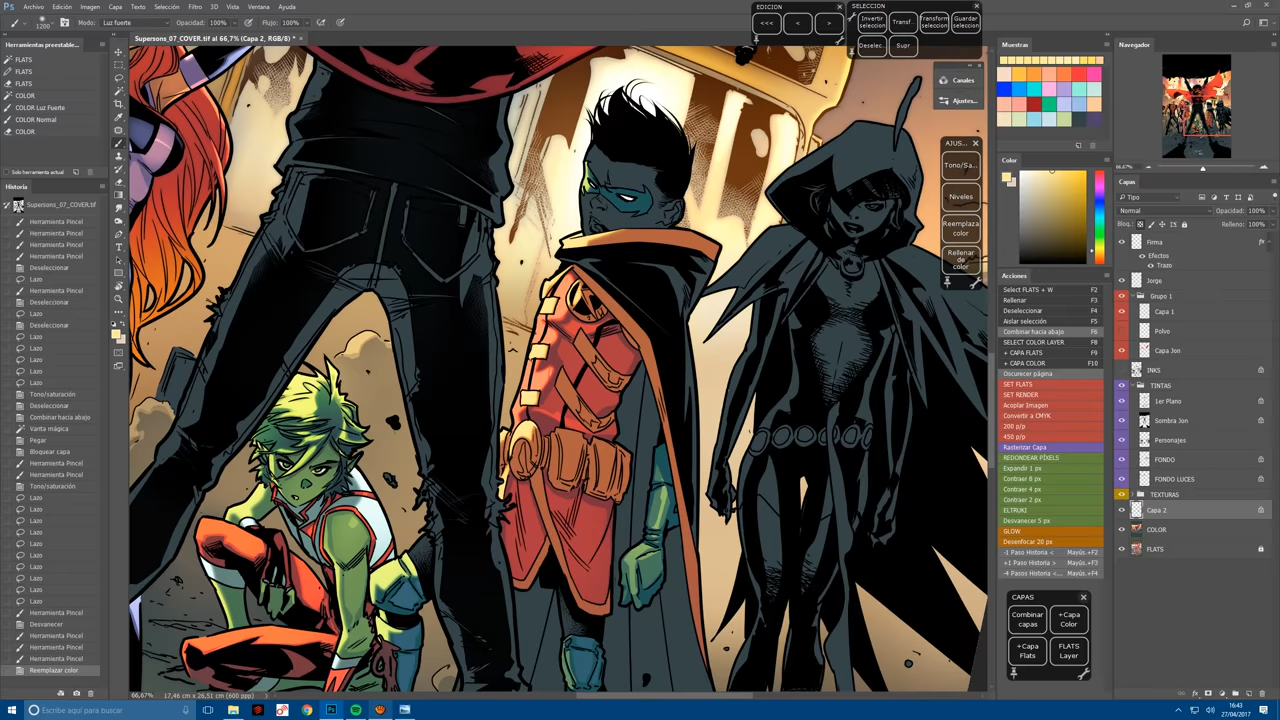 Ps Archivo Edición Imagen Capa Texto Selección Filtro 3D Vista Ventana Ayuda
1200 Modo: Luz fuerte Opacidad: 100% Flujo: 100%
EDICION
<<< < >
SELECCION
Invertir seleccion
Transf...
Transform seleccion
Guardar seleccion
Deselec...
Supr
Supersons_07_COVER.tif al 66,7% (Capa 2, RGB/8) *
Herramientas preestable...
FLATS
FLATS
FLATS
COLOR
COLOR Luz Fuerte
COLOR Normal
COLOR
Solo herramienta actual
Historia
Supersons_07_COVER.tif
Herramienta Pincel
Herramienta Pincel
Herramienta Pincel
Herramienta Pincel
Deseleccionar
Lazo
Herramienta Pincel
Deseleccionar
Lazo
Deseleccionar
Lazo
Lazo
Lazo
Lazo
Lazo
Tono/saturación
Deseleccionar
Combinar hacia abajo
Varita mágica
Pegar
Bloquear capa
Herramienta Pincel
Herramienta Pincel
Tono/saturación
Lazo
Lazo
Lazo
Lazo
Lazo
Lazo
Lazo
Lazo
Lazo
Lazo
Herramienta Pincel
Desvanecer
Herramienta Pincel
Herramienta Pincel
Herramienta Pincel
Reemplazar color
Canales
Ajustes...
AJUS...
Tono/Sa...
Niveles
Reemplaza color
Rellenar de color
66,67% 17,46 cm x 26,51 cm (600 ppp)
Muestras
Color
Acciones
Select FLATS + W F2
Rellenar F3
Deseleccionar F4
Aislar selección F5
Combinar hacia abajo F6
SELECT COLOR LAYER F8
+ CAPA FLATS F9
+ CAPA COLOR F10
Oscurecer página
SET FLATS
SET RENDER
Acoplar Imagen
Convertir a CMYK
200 p/p
450 p/p
Rasterizar Capa
REDONDEAR PÍXELS
Expandir 1 px
Contraer 8 px
Contraer 4 px
Contraer 2 px
ELTRUKI
Desvanecer 5 px
GLOW
Desenfocar 20 px
-1 Paso Historia < Mayús.+F2
+1 Paso Historia > Mayús.+F3
-4 Pasos Historia <... Mayús.+F4
CAPAS
Combinar capas
+Capa Color
+Capa Flats
FLATS Layer
Navegador
66,67%
Capas
Tipo
Normal Opacidad: 100%
Bloq.: Relleno: 100%
Firma fx
Efectos
Trazo
Jorge
Grupo 1
Capa 1
Polvo
Capa Jon
INKS
TINTAS
1er Plano
Sombra Jon
Personajes
FONDO
FONDO LUCES
TEXTURAS
Capa 2
COLOR
FLATS
Escribe aquí para buscar
16:43
27/04/2017